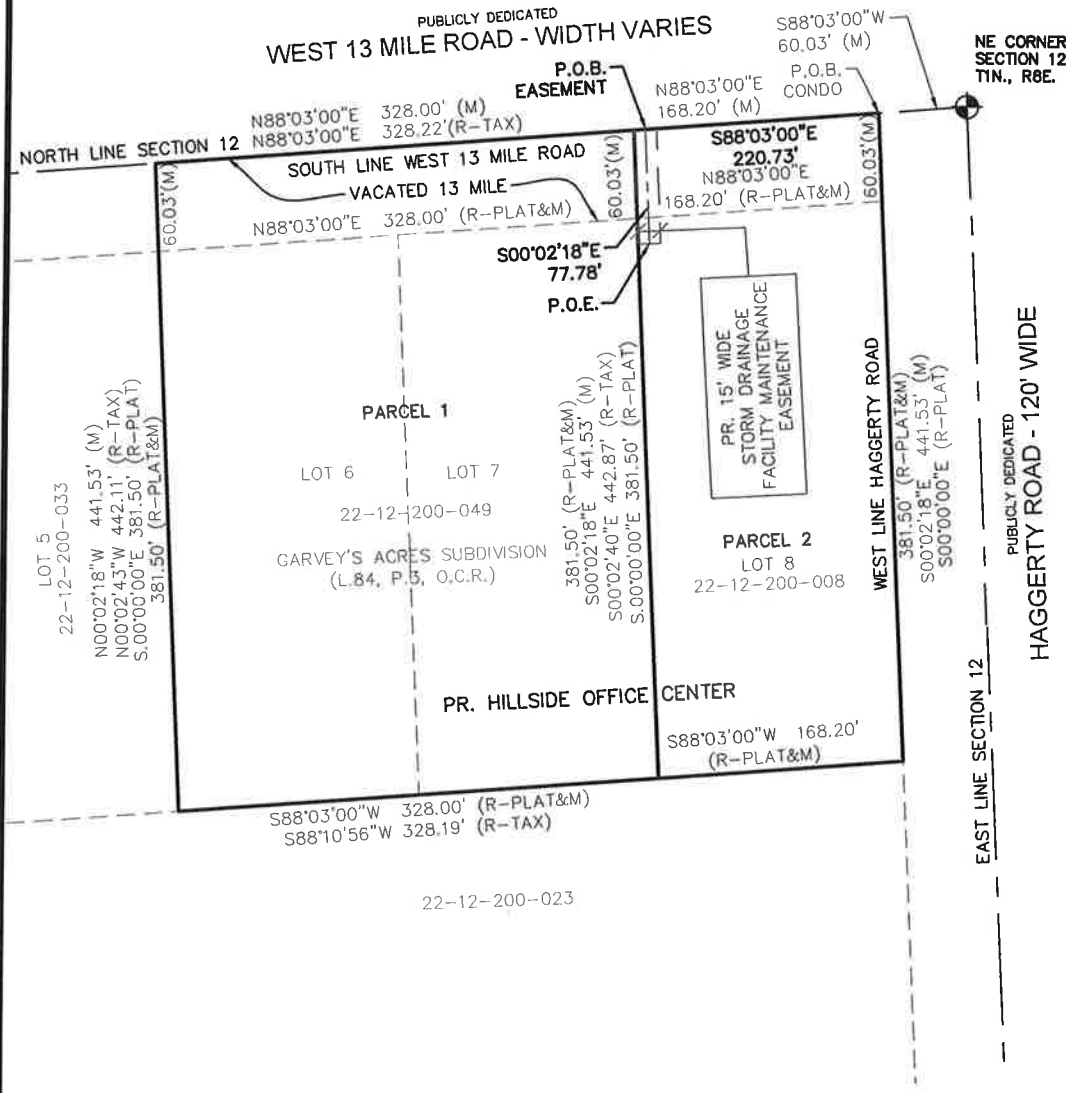 PUBLICLY DEDICATED
WEST 13 MILE ROAD - WIDTH VARIES
S88°03'00"W
60.03' (M)
NE CORNER
SECTION 12
T1N., R8E.
P.O.B.
EASEMENT
N88°03'00"E
168.20' (M)
P.O.B.
CONDO
N88°03'00"E 328.00' (M)
N88°03'00"E 328.22'(R-TAX)
NORTH LINE SECTION 12
SOUTH LINE WEST 13 MILE ROAD
VACATED 13 MILE
N88°03'00"E 328.00' (R-PLAT&M)
60.03'(M)
60.03'(M)
60.03'(M)
S88°03'00"E
220.73'
N88°03'00"E
168.20' (R-PLAT&M)
S00°02'18"E
77.78'
P.O.E.
PR. 15' WIDE
STORM DRAINAGE
FACILITY MAINTENANCE
EASEMENT
LOT 5
22-12-200-033
N00°02'18"W 441.53' (M)
N00°02'43"W 442.11' (R-TAX)
S.00°00'00"E 381.50' (R-PLAT)
381.50' (R-PLAT&M)
PARCEL 1
LOT 6
LOT 7
22-12-200-049
GARVEY'S ACRES SUBDIVISION
(L.84, P.3, O.C.R.)
381.50' (R-PLAT&M)
S00°02'18"E 441.53' (M)
S00°02'40"E 442.87' (R-TAX)
S.00°00'00"E 381.50' (R-PLAT)
PARCEL 2
LOT 8
22-12-200-008
WEST LINE HAGGERTY ROAD
381.50' (R-PLAT&M)
S00°02'18"E 441.53' (M)
S00°00'00"E (R-PLAT)
PUBLICLY DEDICATED
HAGGERTY ROAD - 120' WIDE
EAST LINE SECTION 12
PR. HILLSIDE OFFICE CENTER
S88°03'00"W 168.20'
(R-PLAT&M)
S88°03'00"W 328.00' (R-PLAT&M)
S88°10'56"W 328.19' (R-TAX)
22-12-200-023